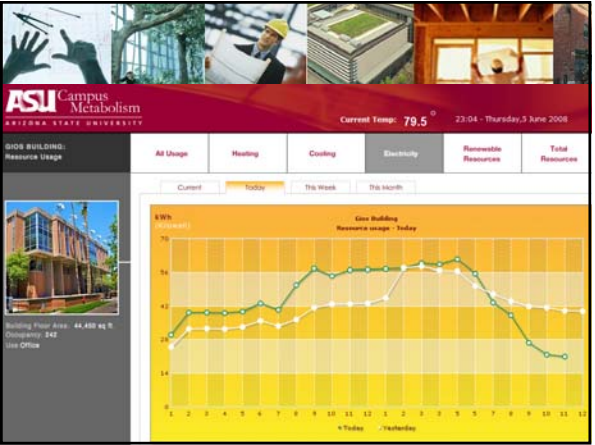 ASU Campus
Metabolism
ARIZONA STATE UNIVERSITY
Current Temp: 79.5 °
23:04 - Thursday,5 June 2008
GIOS BUILDING:
Resource Usage
All Usage
Heating
Cooling
Electricity
Renewable
Resources
Total
Resources
Current
Today
This Week
This Month
kWh
Gios Building
Resource usage - Today
70
56
42
28
14
0
1 2 3 4 5 6 7 8 9 10 11 12 1 2 3 3 5 5 7 8 9 10 11 12
Today
Yesterday
Building Floor Area: 44,450 sq ft.
Occupancy: 242
Use Office